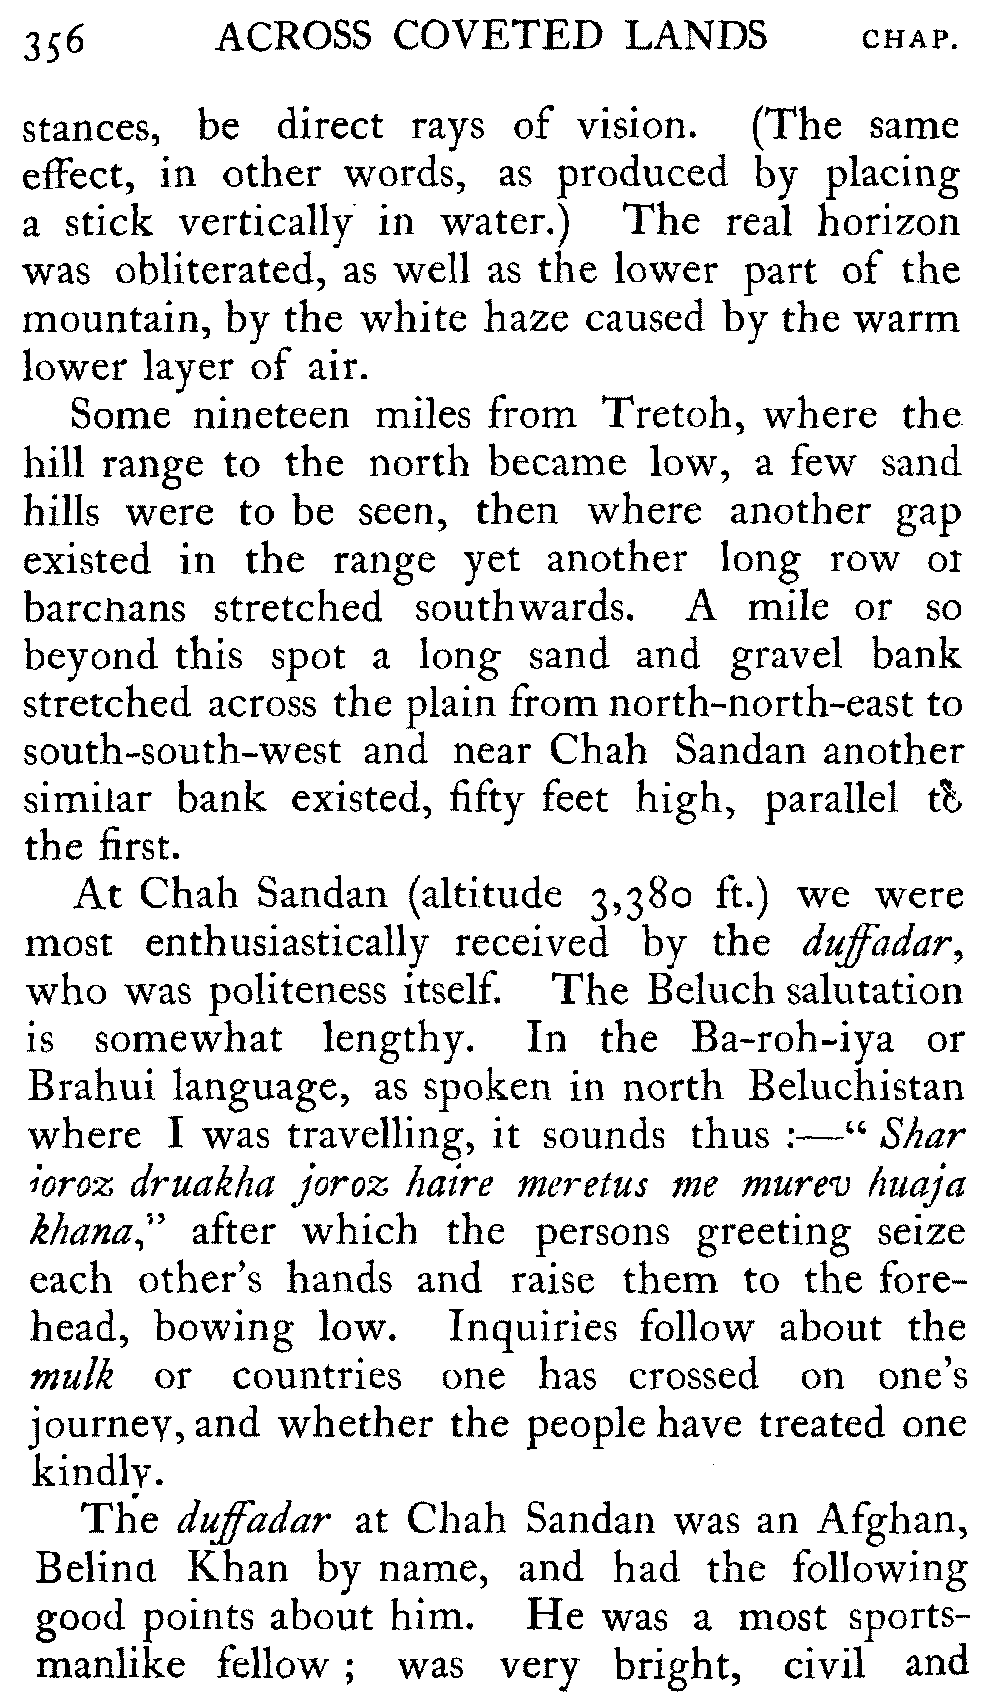 356 ACROSS COVETED LANDS CHAP.
stances, be direct rays of vision. (The same
effect, in other words, as produced by placing
a stick vertically in water.) The real horizon
was obliterated, as well as the lower part of the
mountain, by the white haze caused by the warm
lower layer of air.
Some nineteen miles from Tretoh, where the
hill range to the north became low, a few sand
hills were to be seen, then where another gap
existed in the range yet another long row of
barchans stretched southwards. A mile or so
beyond this spot a long sand and gravel bank
stretched across the plain from north-north-east to
south-south-west and near Chah Sandan another
similar bank existed, fifty feet high, parallel to
the first.
At Chah Sandan (altitude 3,380 ft.) we were
most enthusiastically received by the duffadar,
who was politeness itself. The Beluch salutation
is somewhat lengthy. In the Ba-roh-iya or
Brahui language, as spoken in north Beluchistan
where I was travelling, it sounds thus :—“ Shar
joroz druakha joroz haire meretus me murev huaja
khana,” after which the persons greeting seize
each other's hands and raise them to the fore-
head, bowing low. Inquiries follow about the
mulk or countries one has crossed on one's
journey, and whether the people have treated one
kindly.
The duffadar at Chah Sandan was an Afghan,
Belind Khan by name, and had the following
good points about him. He was a most sports-
manlike fellow ; was very bright, civil and